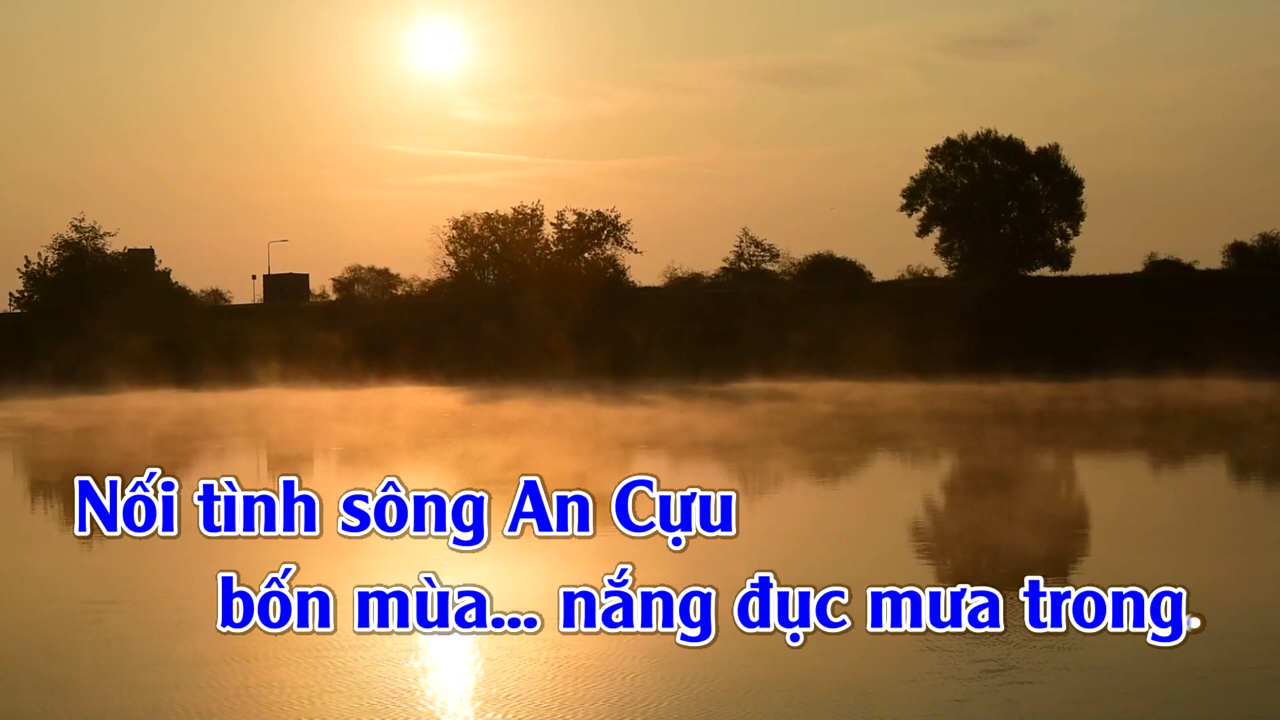 Nối tình sông An Cựu
bốn mùa... nắng đục mưa trong.